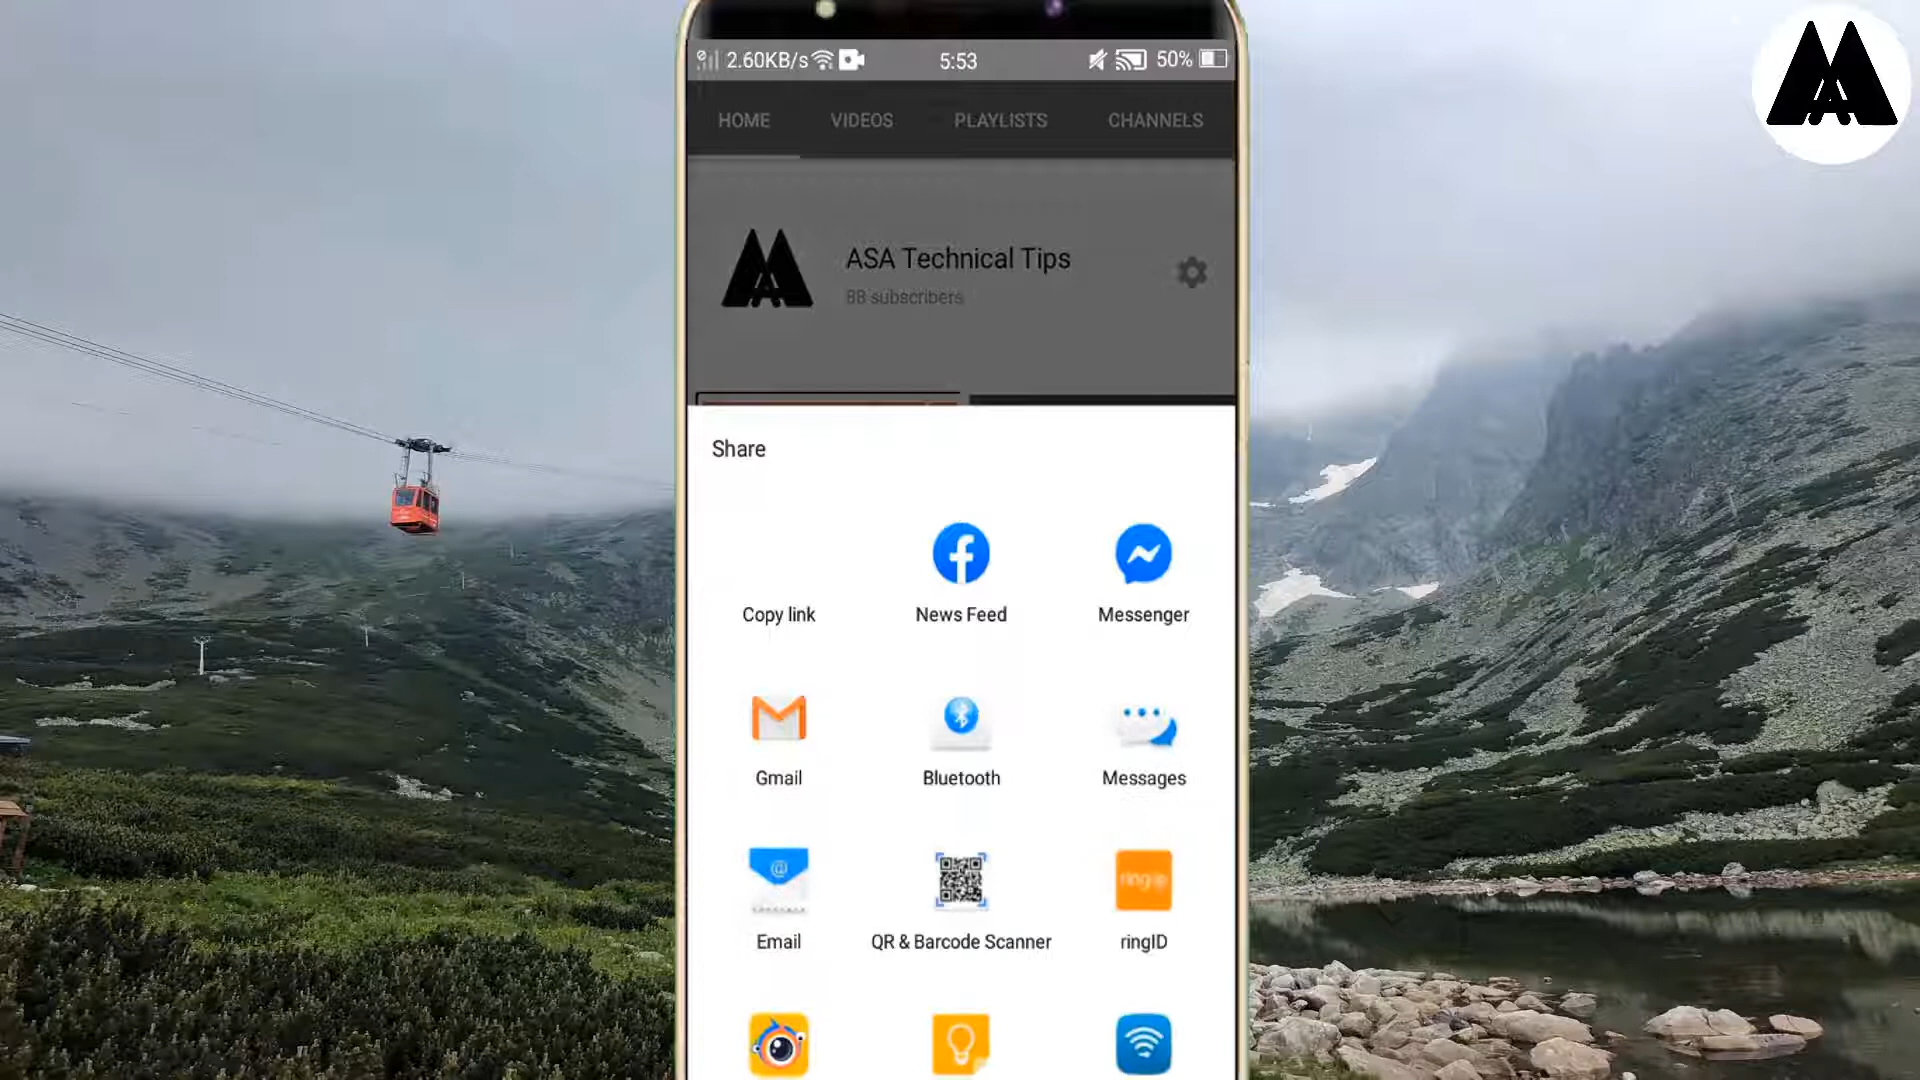 2.60KB/s 5:53 50%
HOME VIDEOS PLAYLISTS CHANNELS
ASA Technical Tips
88 subscribers
Share
Copy link News Feed Messenger
Gmail Bluetooth Messages
Email QR & Barcode Scanner ringID